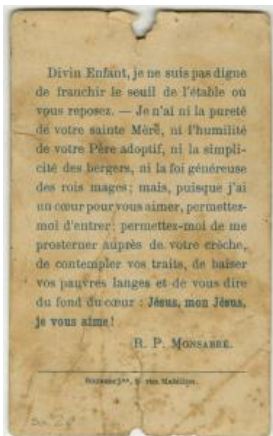 Divin Enfant, je ne suis pas digne
de franchir le seuil de l'étable où
vous reposez. — Je n'ai ni la pureté
de votre sainte Mère, ni l'humilité
de votre Père adoptif, ni la simpli-
cité des bergers, ni la foi généreuse
des rois mages; mais, puisque j'ai
un cœur pour vous aimer, permettez-
moi d'entrer; permettez-moi de me
prosterner auprès de votre crèche,
de contempler vos traits, de baiser
vos pauvres langes et de vous dire
du fond du cœur : Jésus, mon Jésus,
je vous aime!
R. P. MONSABRÉ.
rue